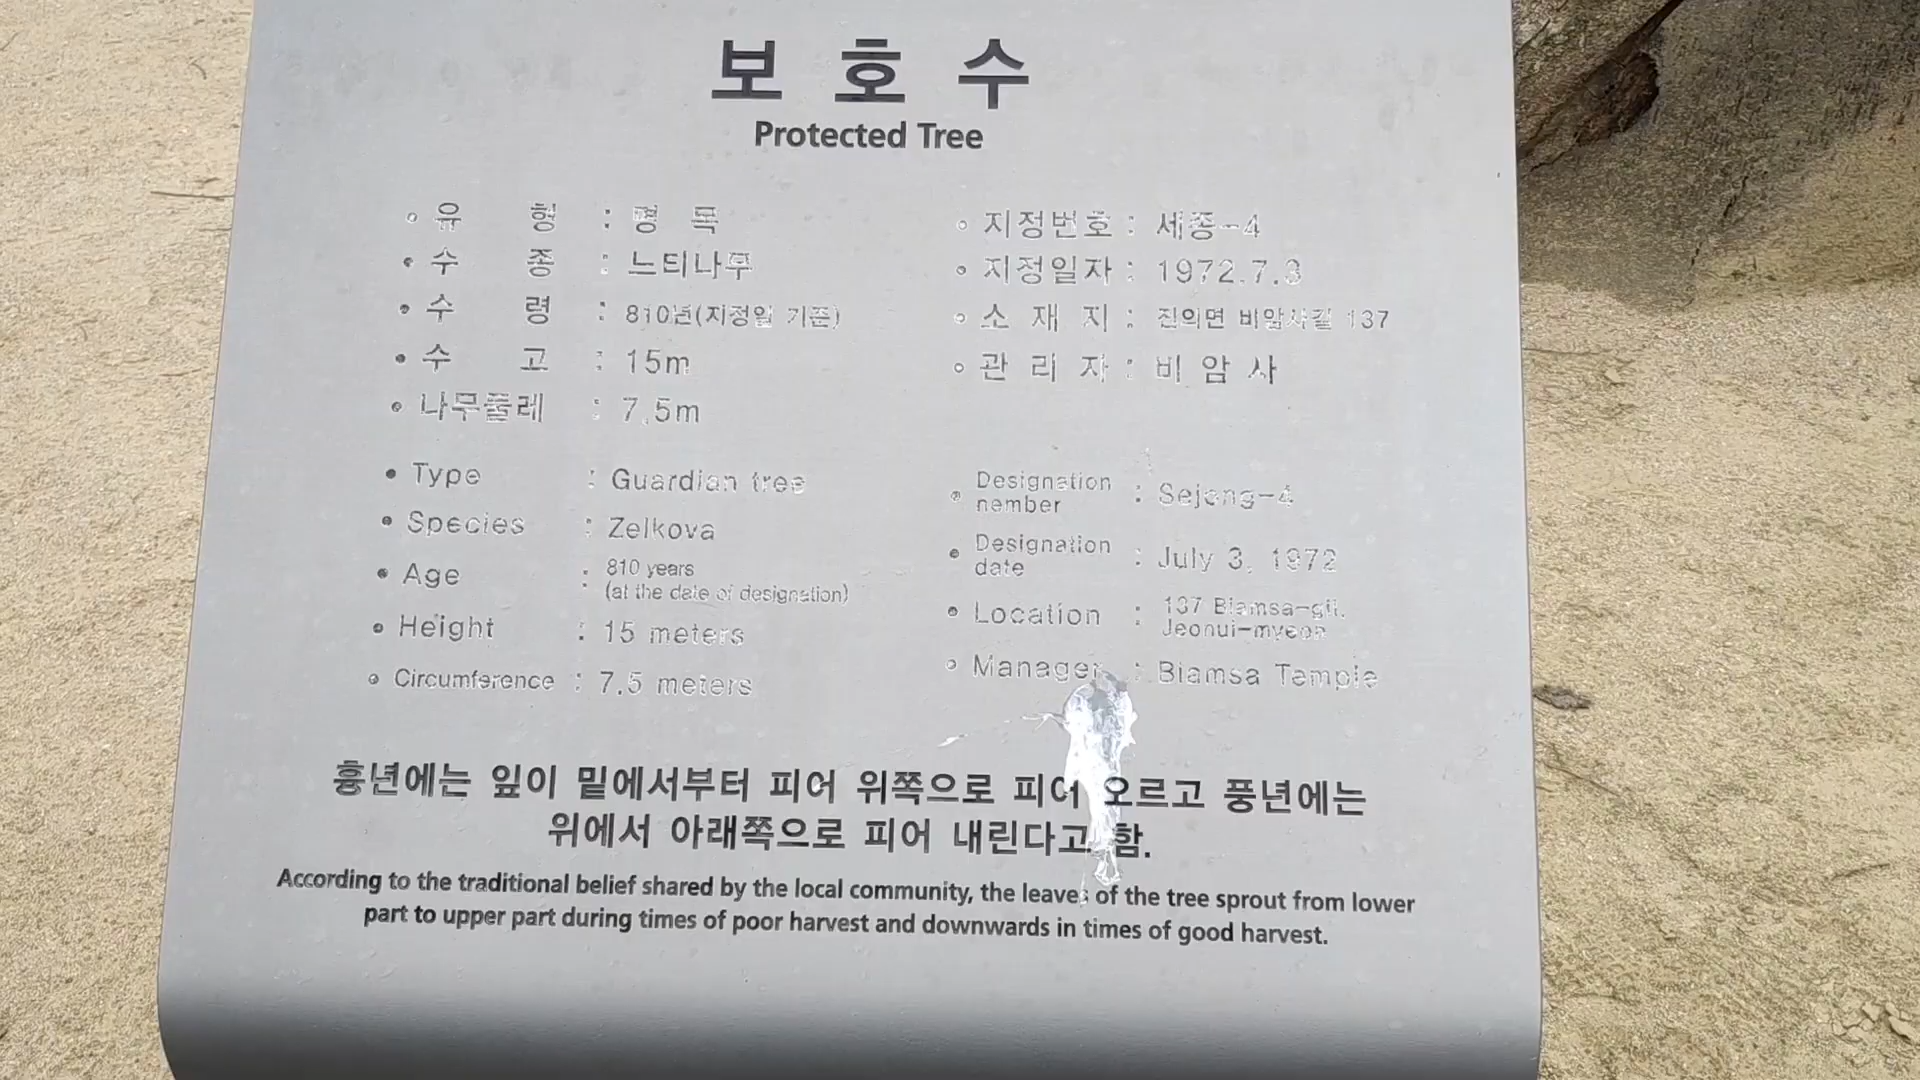 보 호 수
Protected Tree
◦ 유 형 : 명 목
• 수 종 : 느티나무
• 수 령 : 810년(지정일 기준)
• 수 고 : 15m
• 나무둘레 : 7.5m
◦ 지정번호 : 세종-4
• 지정일자 : 1972.7.3
◦ 소 재 지 : 전의면 비암사길 137
◦ 관 리 자 : 비 암 사
• Type : Guardian tree
• Species : Zelkova
• Age : 810 years
(at the date of designation)
• Height : 15 meters
• Circumference : 7.5 meters
• Designation
nember : Sejong-4
• Designation
date : July 3, 1972
• Location : 137 Biamsa-gil,
Jeonui-myeon
• Manager : Biamsa Temple
흉년에는 잎이 밑에서부터 피어 위쪽으로 피어 오르고 풍년에는
위에서 아래쪽으로 피어 내린다고 함.
According to the traditional belief shared by the local community, the leaves of the tree sprout from lower
part to upper part during times of poor harvest and downwards in times of good harvest.